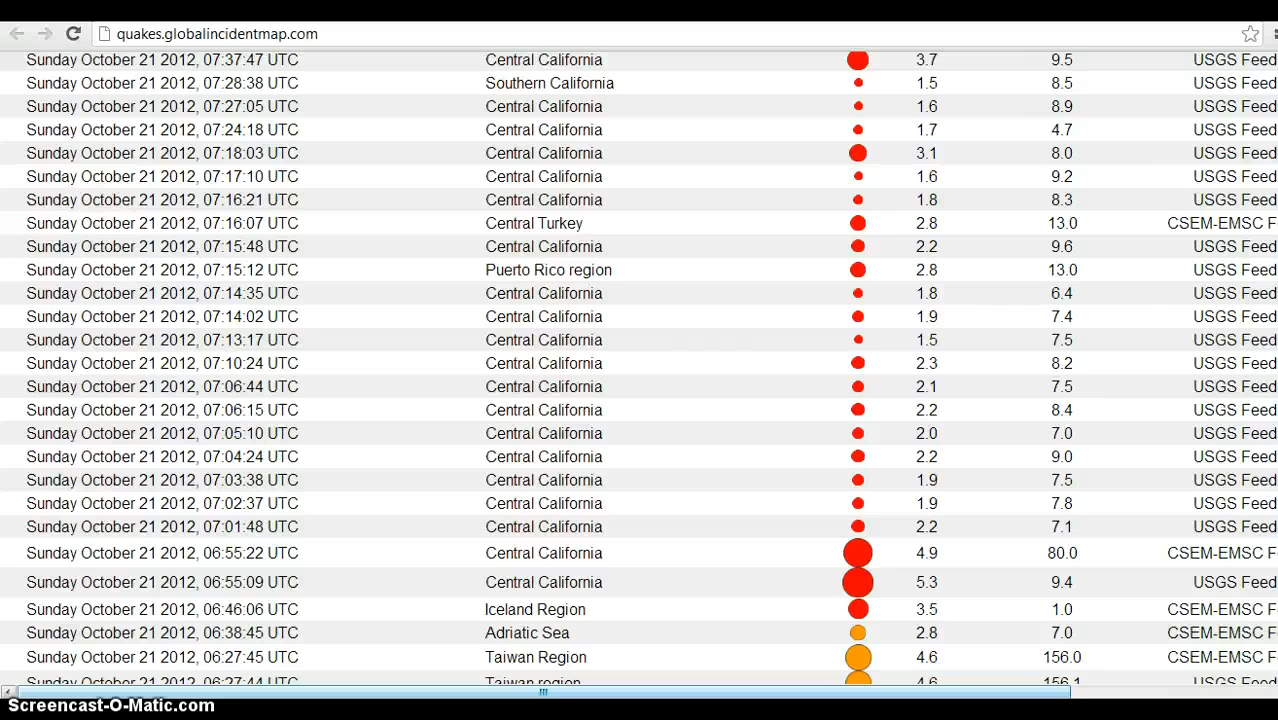 quakes.globalincidentmap.com
Sunday October 21 2012, 07:37:47 UTC Central California 3.7 9.5 USGS Feed
Sunday October 21 2012, 07:28:38 UTC Southern California 1.5 8.5 USGS Feed
Sunday October 21 2012, 07:27:05 UTC Central California 1.6 8.9 USGS Feed
Sunday October 21 2012, 07:24:18 UTC Central California 1.7 4.7 USGS Feed
Sunday October 21 2012, 07:18:03 UTC Central California 3.1 8.0 USGS Feed
Sunday October 21 2012, 07:17:10 UTC Central California 1.6 9.2 USGS Feed
Sunday October 21 2012, 07:16:21 UTC Central California 1.8 8.3 USGS Feed
Sunday October 21 2012, 07:16:07 UTC Central Turkey 2.8 13.0 CSEM-EMSC F
Sunday October 21 2012, 07:15:48 UTC Central California 2.2 9.6 USGS Feed
Sunday October 21 2012, 07:15:12 UTC Puerto Rico region 2.8 13.0 USGS Feed
Sunday October 21 2012, 07:14:35 UTC Central California 1.8 6.4 USGS Feed
Sunday October 21 2012, 07:14:02 UTC Central California 1.9 7.4 USGS Feed
Sunday October 21 2012, 07:13:17 UTC Central California 1.5 7.5 USGS Feed
Sunday October 21 2012, 07:10:24 UTC Central California 2.3 8.2 USGS Feed
Sunday October 21 2012, 07:06:44 UTC Central California 2.1 7.5 USGS Feed
Sunday October 21 2012, 07:06:15 UTC Central California 2.2 8.4 USGS Feed
Sunday October 21 2012, 07:05:10 UTC Central California 2.0 7.0 USGS Feed
Sunday October 21 2012, 07:04:24 UTC Central California 2.2 9.0 USGS Feed
Sunday October 21 2012, 07:03:38 UTC Central California 1.9 7.5 USGS Feed
Sunday October 21 2012, 07:02:37 UTC Central California 1.9 7.8 USGS Feed
Sunday October 21 2012, 07:01:48 UTC Central California 2.2 7.1 USGS Feed
Sunday October 21 2012, 06:55:22 UTC Central California 4.9 80.0 CSEM-EMSC F
Sunday October 21 2012, 06:55:09 UTC Central California 5.3 9.4 USGS Feed
Sunday October 21 2012, 06:46:06 UTC Iceland Region 3.5 1.0 CSEM-EMSC F
Sunday October 21 2012, 06:38:45 UTC Adriatic Sea 2.8 7.0 CSEM-EMSC F
Sunday October 21 2012, 06:27:45 UTC Taiwan Region 4.6 156.0 CSEM-EMSC F
Sunday October 21 2012, 06:27:44 UTC Taiwan region 4.6 156.1 USGS Feed
Screencast-O-Matic.com